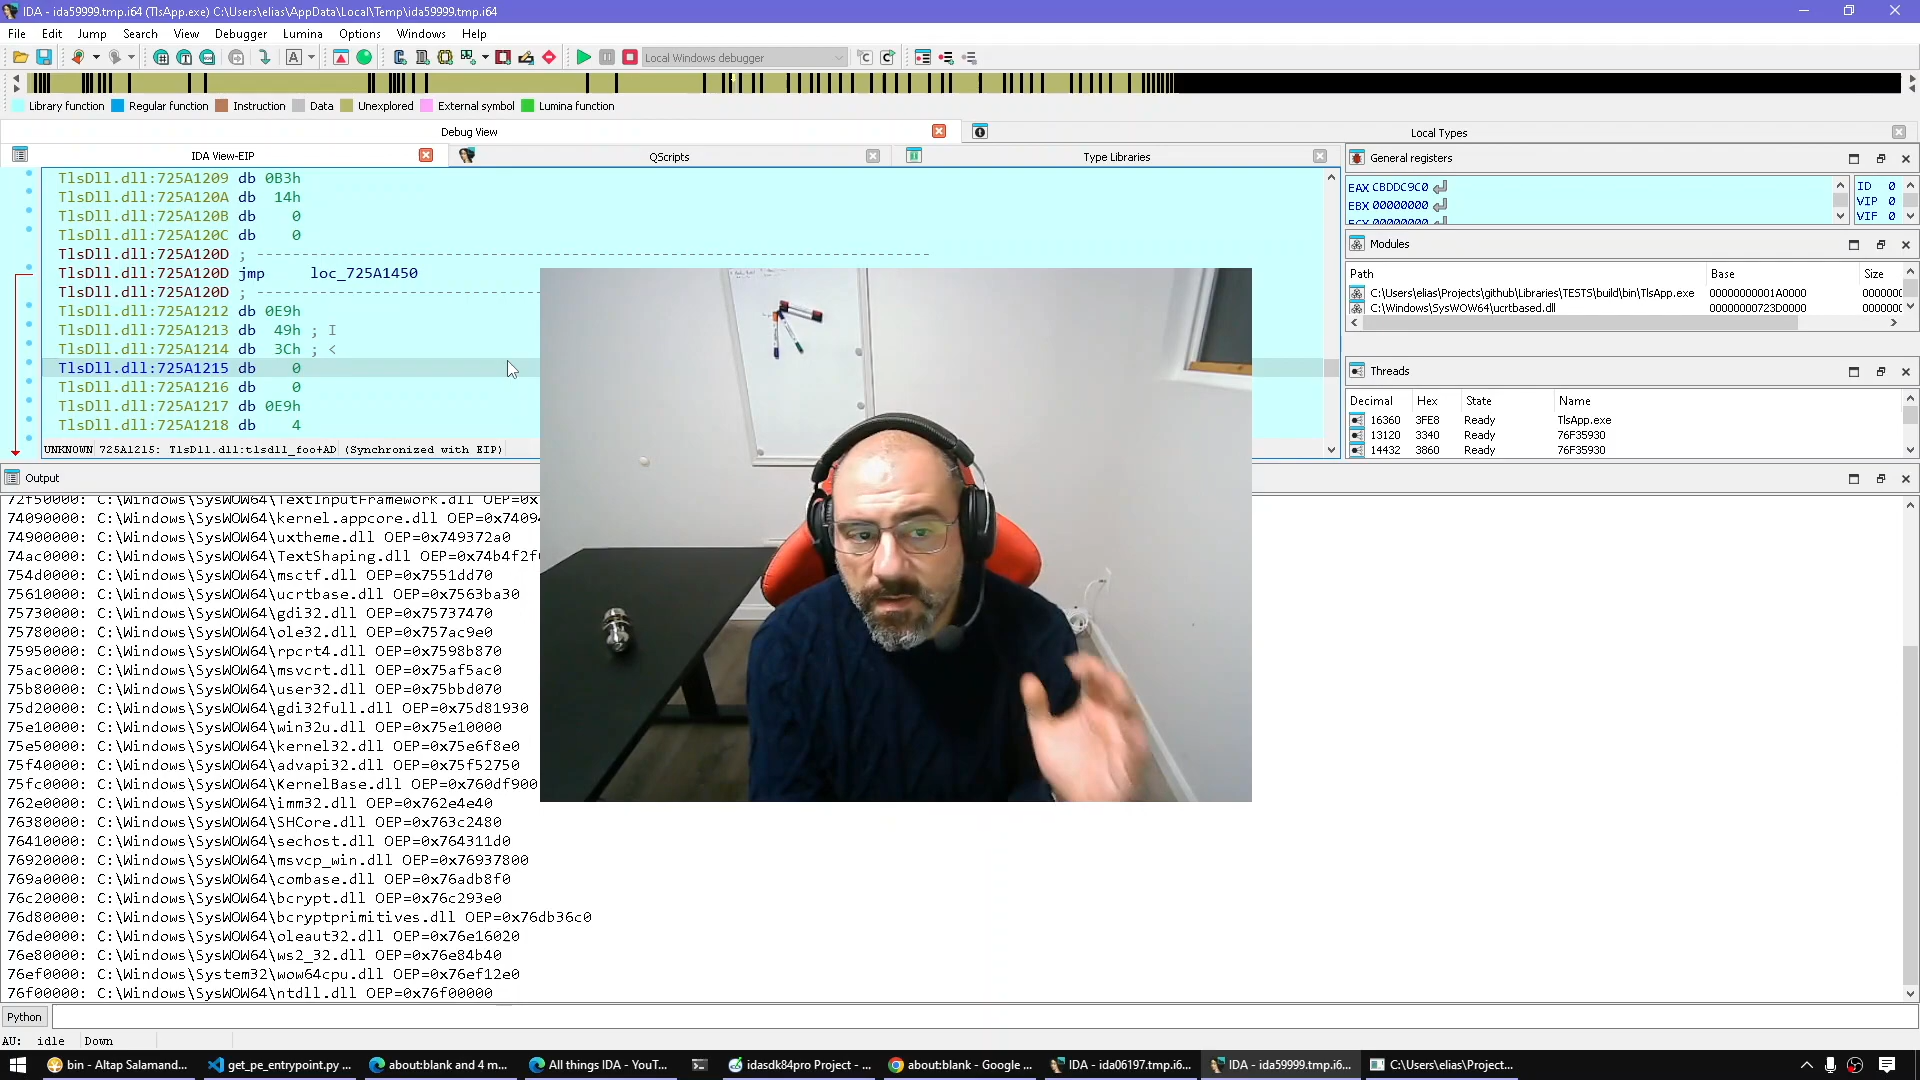 IDA - ida59999.tmp.i64 (TlsApp.exe) C:\Users\elias\AppData\Local\Temp\ida59999.tmp.i64
File Edit Jump Search View Debugger Lumina Options Windows Help
Local Windows debugger
Library function Regular function Instruction Data Unexplored External symbol Lumina function
Debug View Local Types
IDA View-EIP QScripts Type Libraries General registers
TlsDll.dll:725A1209 db 0B3h
TlsDll.dll:725A120A db 14h
TlsDll.dll:725A120B db 0
TlsDll.dll:725A120C db 0
TlsDll.dll:725A120D ; ---------------------------------------------------------------------------
TlsDll.dll:725A120D jmp loc_725A1450
TlsDll.dll:725A120D ; ----------------------------------
TlsDll.dll:725A1212 db 0E9h
TlsDll.dll:725A1213 db 49h ; I
TlsDll.dll:725A1214 db 3Ch ; <
TlsDll.dll:725A1215 db 0
TlsDll.dll:725A1216 db 0
TlsDll.dll:725A1217 db 0E9h
TlsDll.dll:725A1218 db 4
UNKNOWN 725A1215: TlsDll.dll:tlsdll_foo+AD (Synchronized with EIP)
EAX CBDDC9C0
EBX 00000000
ECX 00000000
ID 0
VIP 0
VIF 0
Modules
Path Base Size
C:\Users\elias\Projects\github\Libraries\TESTS\build\bin\TlsApp.exe 00000000001A0000 0000000
C:\Windows\SysWOW64\ucrtbased.dll 00000000723D0000 0000000
Threads
Decimal Hex State Name
16360 3FE8 Ready TlsApp.exe
13120 3340 Ready 76F35930
14432 3860 Ready 76F35930
Output
72f50000: C:\Windows\SysWOW64\TextInputFramework.dll OEP=0x
74090000: C:\Windows\SysWOW64\kernel.appcore.dll OEP=0x7409
74900000: C:\Windows\SysWOW64\uxtheme.dll OEP=0x749372a0
74ac0000: C:\Windows\SysWOW64\TextShaping.dll OEP=0x74b4f2f
754d0000: C:\Windows\SysWOW64\msctf.dll OEP=0x7551dd70
75610000: C:\Windows\SysWOW64\ucrtbase.dll OEP=0x7563ba30
75730000: C:\Windows\SysWOW64\gdi32.dll OEP=0x75737470
75780000: C:\Windows\SysWOW64\ole32.dll OEP=0x757ac9e0
75950000: C:\Windows\SysWOW64\rpcrt4.dll OEP=0x7598b870
75ac0000: C:\Windows\SysWOW64\msvcrt.dll OEP=0x75af5ac0
75b80000: C:\Windows\SysWOW64\user32.dll OEP=0x75bbd070
75d20000: C:\Windows\SysWOW64\gdi32full.dll OEP=0x75d81930
75e10000: C:\Windows\SysWOW64\win32u.dll OEP=0x75e10000
75e50000: C:\Windows\SysWOW64\kernel32.dll OEP=0x75e6f8e0
75f40000: C:\Windows\SysWOW64\advapi32.dll OEP=0x75f52750
75fc0000: C:\Windows\SysWOW64\KernelBase.dll OEP=0x760df900
762e0000: C:\Windows\SysWOW64\imm32.dll OEP=0x762e4e40
76380000: C:\Windows\SysWOW64\SHCore.dll OEP=0x763c2480
76410000: C:\Windows\SysWOW64\sechost.dll OEP=0x764311d0
76920000: C:\Windows\SysWOW64\msvcp_win.dll OEP=0x76937800
769a0000: C:\Windows\SysWOW64\combase.dll OEP=0x76adb8f0
76c20000: C:\Windows\SysWOW64\bcrypt.dll OEP=0x76c293e0
76d80000: C:\Windows\SysWOW64\bcryptprimitives.dll OEP=0x76db36c0
76de0000: C:\Windows\SysWOW64\oleaut32.dll OEP=0x76e16020
76e80000: C:\Windows\SysWOW64\ws2_32.dll OEP=0x76e84b40
76ef0000: C:\Windows\System32\wow64cpu.dll OEP=0x76ef12e0
76f00000: C:\Windows\SysWOW64\ntdll.dll OEP=0x76f00000
Python
AU: idle Down
bin - Altap Salamand... get_pe_entrypoint.py ... about:blank and 4 m... All things IDA - YouT... idasdk84pro Project - ... about:blank - Google ... IDA - ida06197.tmp.i6... IDA - ida59999.tmp.i6... C:\Users\elias\Project...